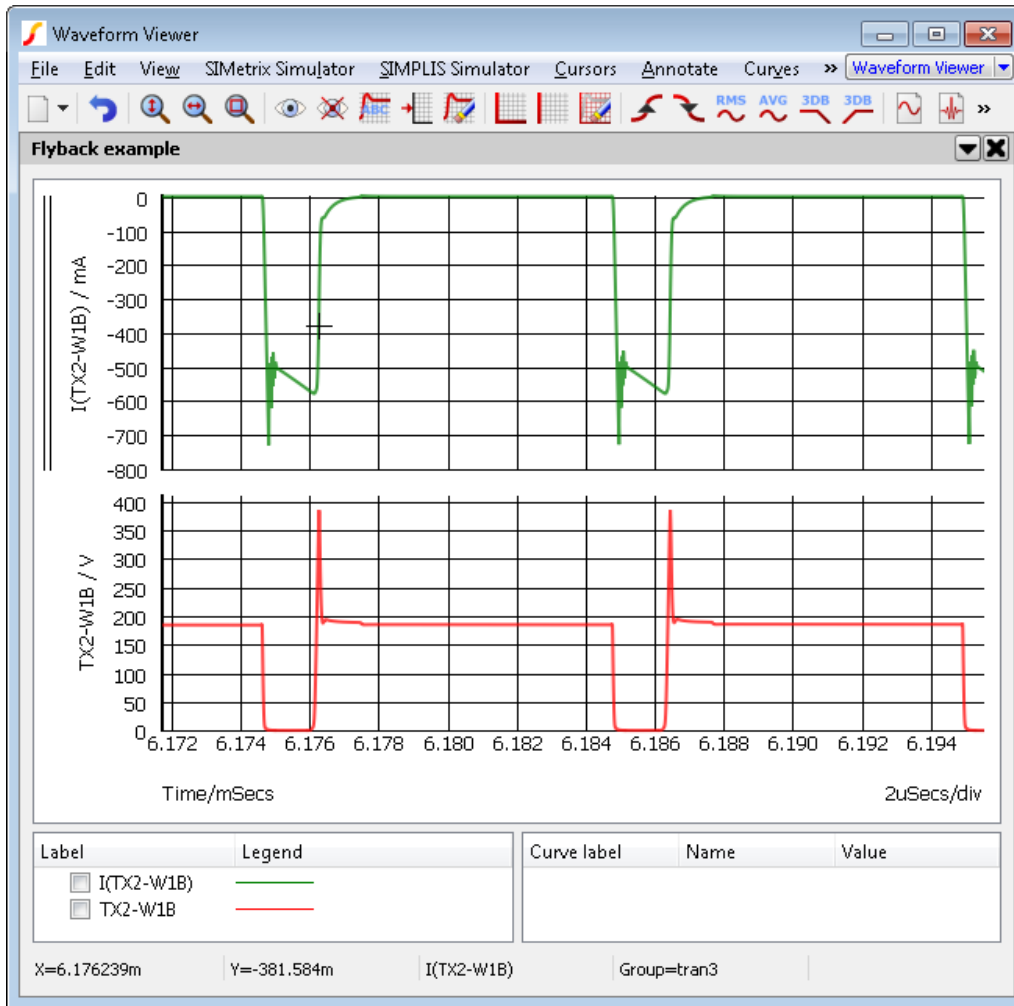 Waveform Viewer
File Edit View SIMetrix Simulator SIMPLIS Simulator Cursors Annotate Curves » Waveform Viewer
ABC RMS AVG 3DB 3DB »
Flyback example
I(TX2-W1B) / mA
0
-100
-200
-300
-400
-500
-600
-700
-800
TX2-W1B / V
400
350
300
250
200
150
100
50
0
6.172 6.174 6.176 6.178 6.180 6.182 6.184 6.186 6.188 6.190 6.192 6.194
Time/mSecs 2uSecs/div
Label Legend Curve label Name Value
I(TX2-W1B)
TX2-W1B
X=6.176239m Y=-381.584m I(TX2-W1B) Group=tran3